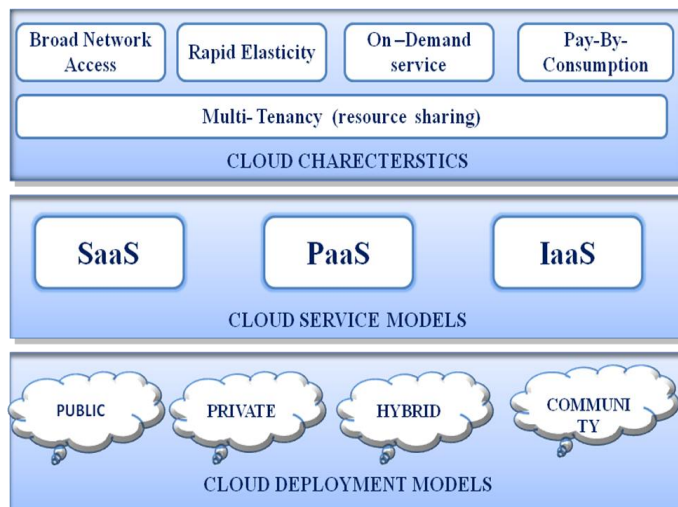 Broad Network
Access
Rapid Elasticity
On –Demand
service
Pay-By-
Consumption
Multi- Tenancy (resource sharing)
CLOUD CHARECTERSTICS
SaaS
PaaS
IaaS
CLOUD SERVICE MODELS
PUBLIC
PRIVATE
HYBRID
COMMUNI
TY
CLOUD DEPLOYMENT MODELS